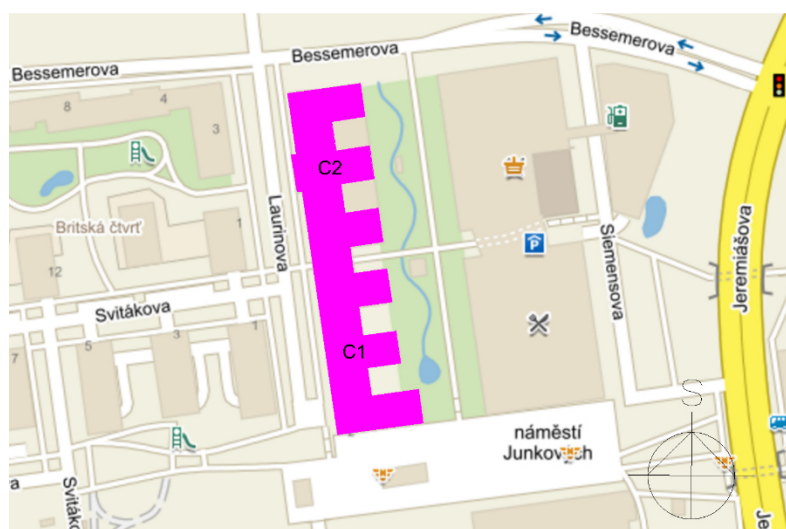 Bessemerova
Bessemerova
Bessemerova
8
4
3
C2
Laurinova
P
Britská čtvrť
1
Siemensova
Jeremiášova
12
Svitákova
5
3
1
7
C1
S
náměstí
Junkových
Svitákova
va
Je